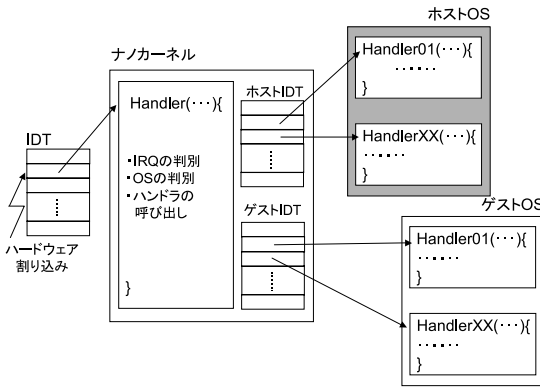 ホストOS
Handler01(･･･){
･･････
}
HandlerXX(･･･){
･･････
}
ナノカーネル
Handler(･･･){
･IRQの判別
･OSの判別
･ハンドラの
呼び出し
}
ホストIDT
ゲストIDT
IDT
ハードウェア
割り込み
ゲストOS
Handler01(･･･){
･･････
}
HandlerXX(･･･){
･･････
}